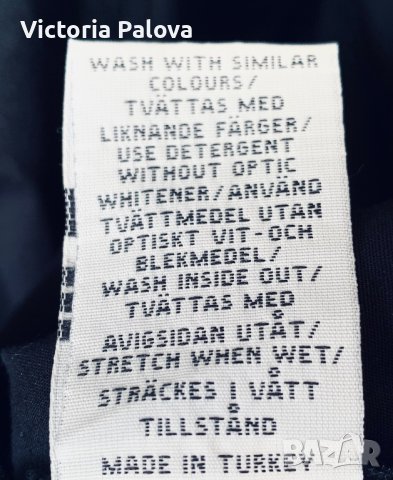 Victoria Palova
WASH WITH SIMILAR
COLOURS/
TVÄTTAS MED
LIKNANDE FÄRGER/
USE DETERGENT
WITHOUT OPTIC
WHITENER/ANVÄND
TVÄTTMEDEL UTAN
OPTISKT VIT-OCH
BLEKMEDEL/
WASH INSIDE OUT/
TVÄTTAS MED
AVIGSIDAN UTÅT/
STRETCH WHEN WET/
STRÄCKES I VÅTT
TILLSTÅND
MADE IN TURKEY
BAZAR